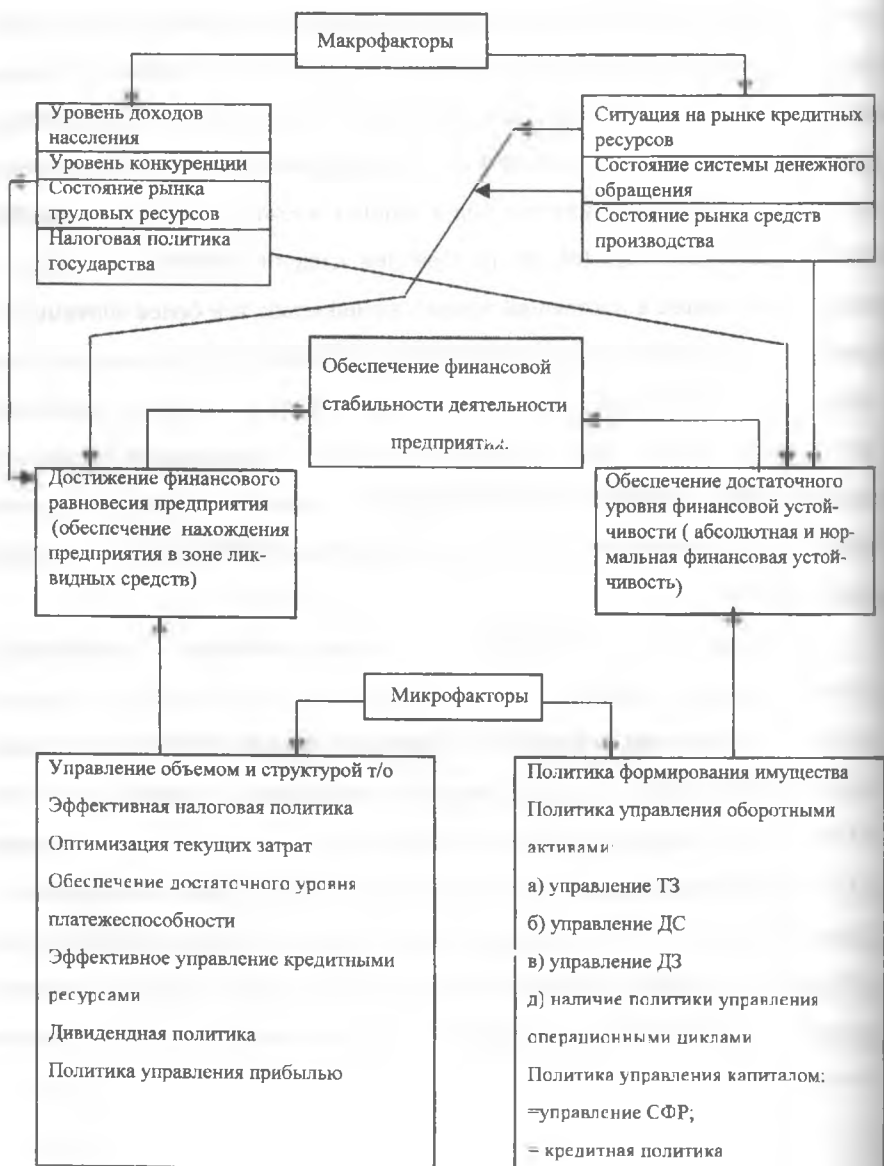 Макрофакторы
Уровень доходов
населения
Уровень конкуренции
Состояние рынка
трудовых ресурсов
Налоговая политика
государства
Ситуация на рынке кредитных
ресурсов
Состояние системы денежного
обращения
Состояние рынка средств
производства
Обеспечение финансовой
стабильности деятельности
предприятия.
Достижение финансового
равновесия предприятия
(обеспечение нахождения
предприятия в зоне лик-
видных средств)
Обеспечение достаточного
уровня финансовой устой-
чивости ( абсолютная и нор-
мальная финансовая устой-
чивость)
Микрофакторы
Управление объемом и структурой т/о
Эффективная налоговая политика
Оптимизация текущих затрат
Обеспечение достаточного уровня
платежеспособности
Эффективное управление кредитными
ресурсами
Дивидендная политика
Политика управления прибылью
Политика формирования имущества
Политика управления оборотными
активами
а) управление ТЗ
б) управление ДС
в) управление ДЗ
д) наличие политики управления
операционными циклами
Политика управления капиталом:
=управление СФР;
= кредитная политика